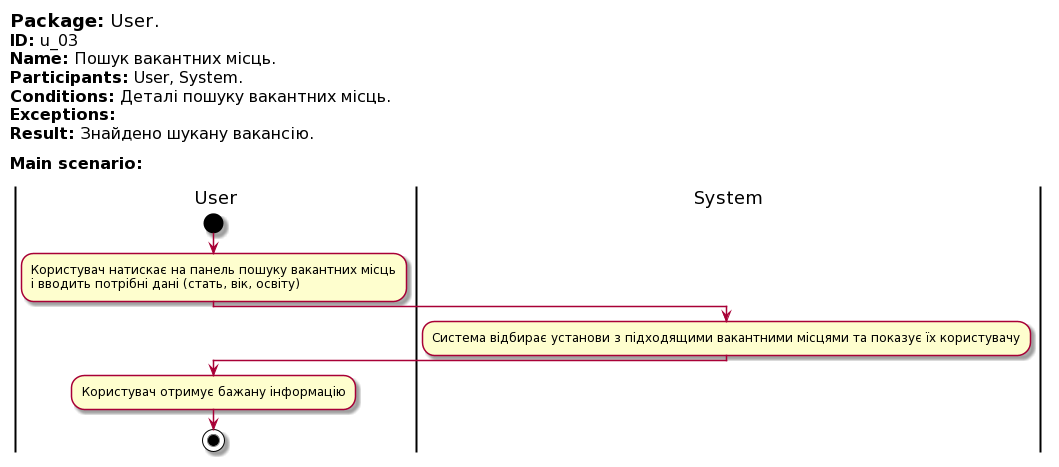 Package: User.
ID: u_03
Name: Пошук вакантних місць.
Participants: User, System.
Conditions: Деталі пошуку вакантних місць.
Exceptions:
Result: Знайдено шукану вакансію.
Main scenario:
User
System
Користувач натискає на панель пошуку вакантних місць
і вводить потрібні дані (стать, вік, освіту)
Система відбирає установи з підходящими вакантними місцями та показує їх користувачу
Користувач отримує бажану інформацію